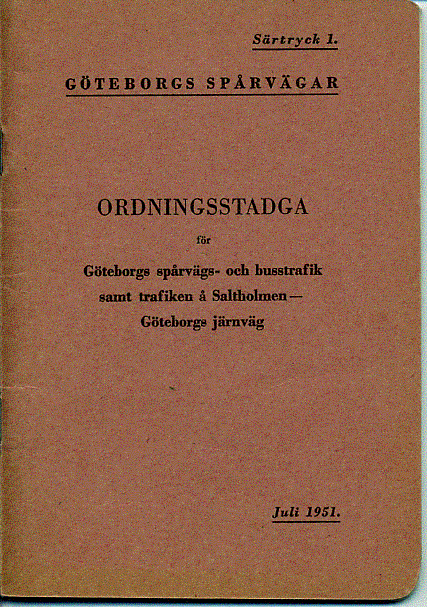 Särtryck 1.
GÖTEBORGS SPÅRVÄGAR
ORDNINGSSTADGA
för
Göteborgs spårvägs- och busstrafik
samt trafiken å Saltholmen—
Göteborgs järnväg
Juli 1951.